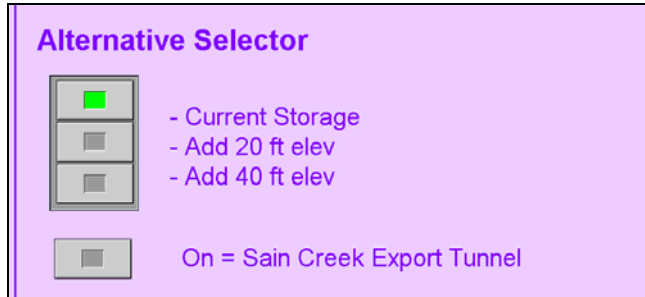 Alternative Selector
- Current Storage
- Add 20 ft elev
- Add 40 ft elev
On = Sain Creek Export Tunnel